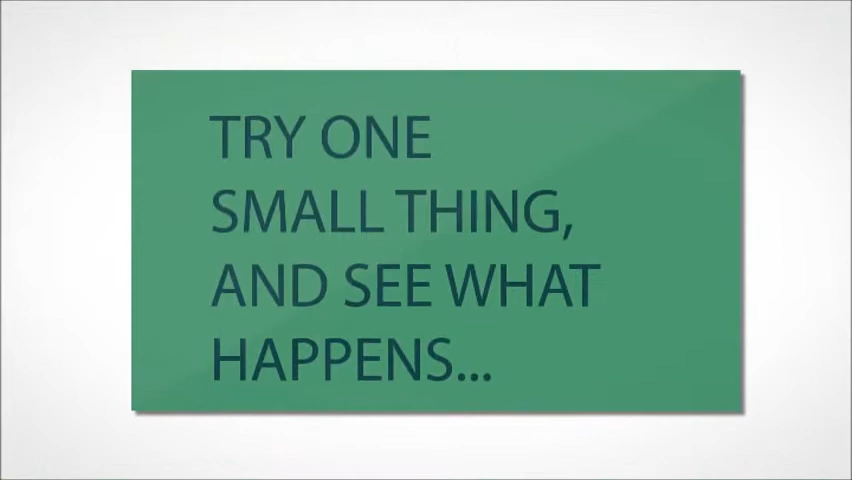 TRY ONE
SMALL THING,
AND SEE WHAT
HAPPENS...